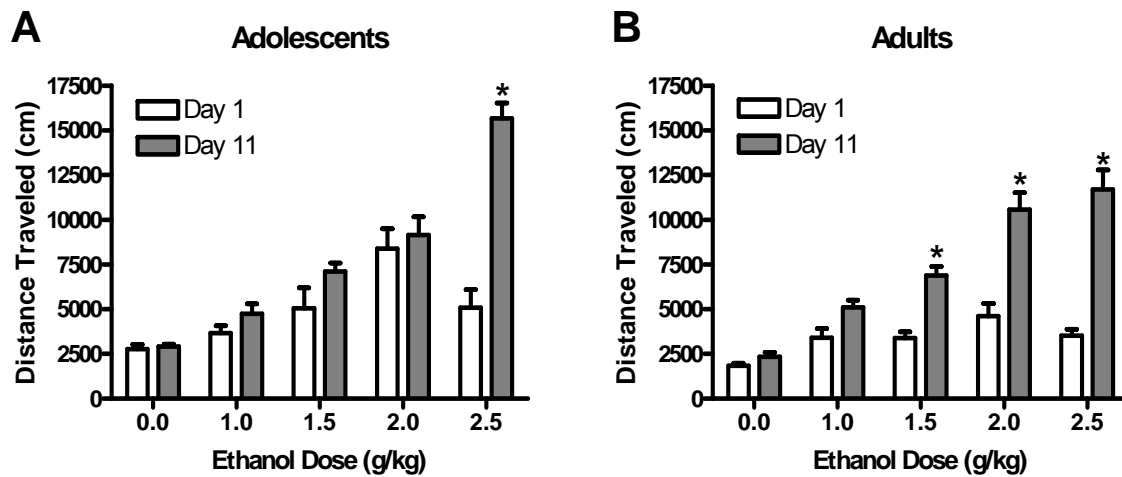 A
Adolescents
17500
15000
12500
10000
7500
5000
2500
0
Distance Traveled (cm)
Day 1
Day 11
*
0.0 1.0 1.5 2.0 2.5
Ethanol Dose (g/kg)
B
Adults
17500
15000
12500
10000
7500
5000
2500
0
Distance Traveled (cm)
Day 1
Day 11
*
*
*
0.0 1.0 1.5 2.0 2.5
Ethanol Dose (g/kg)